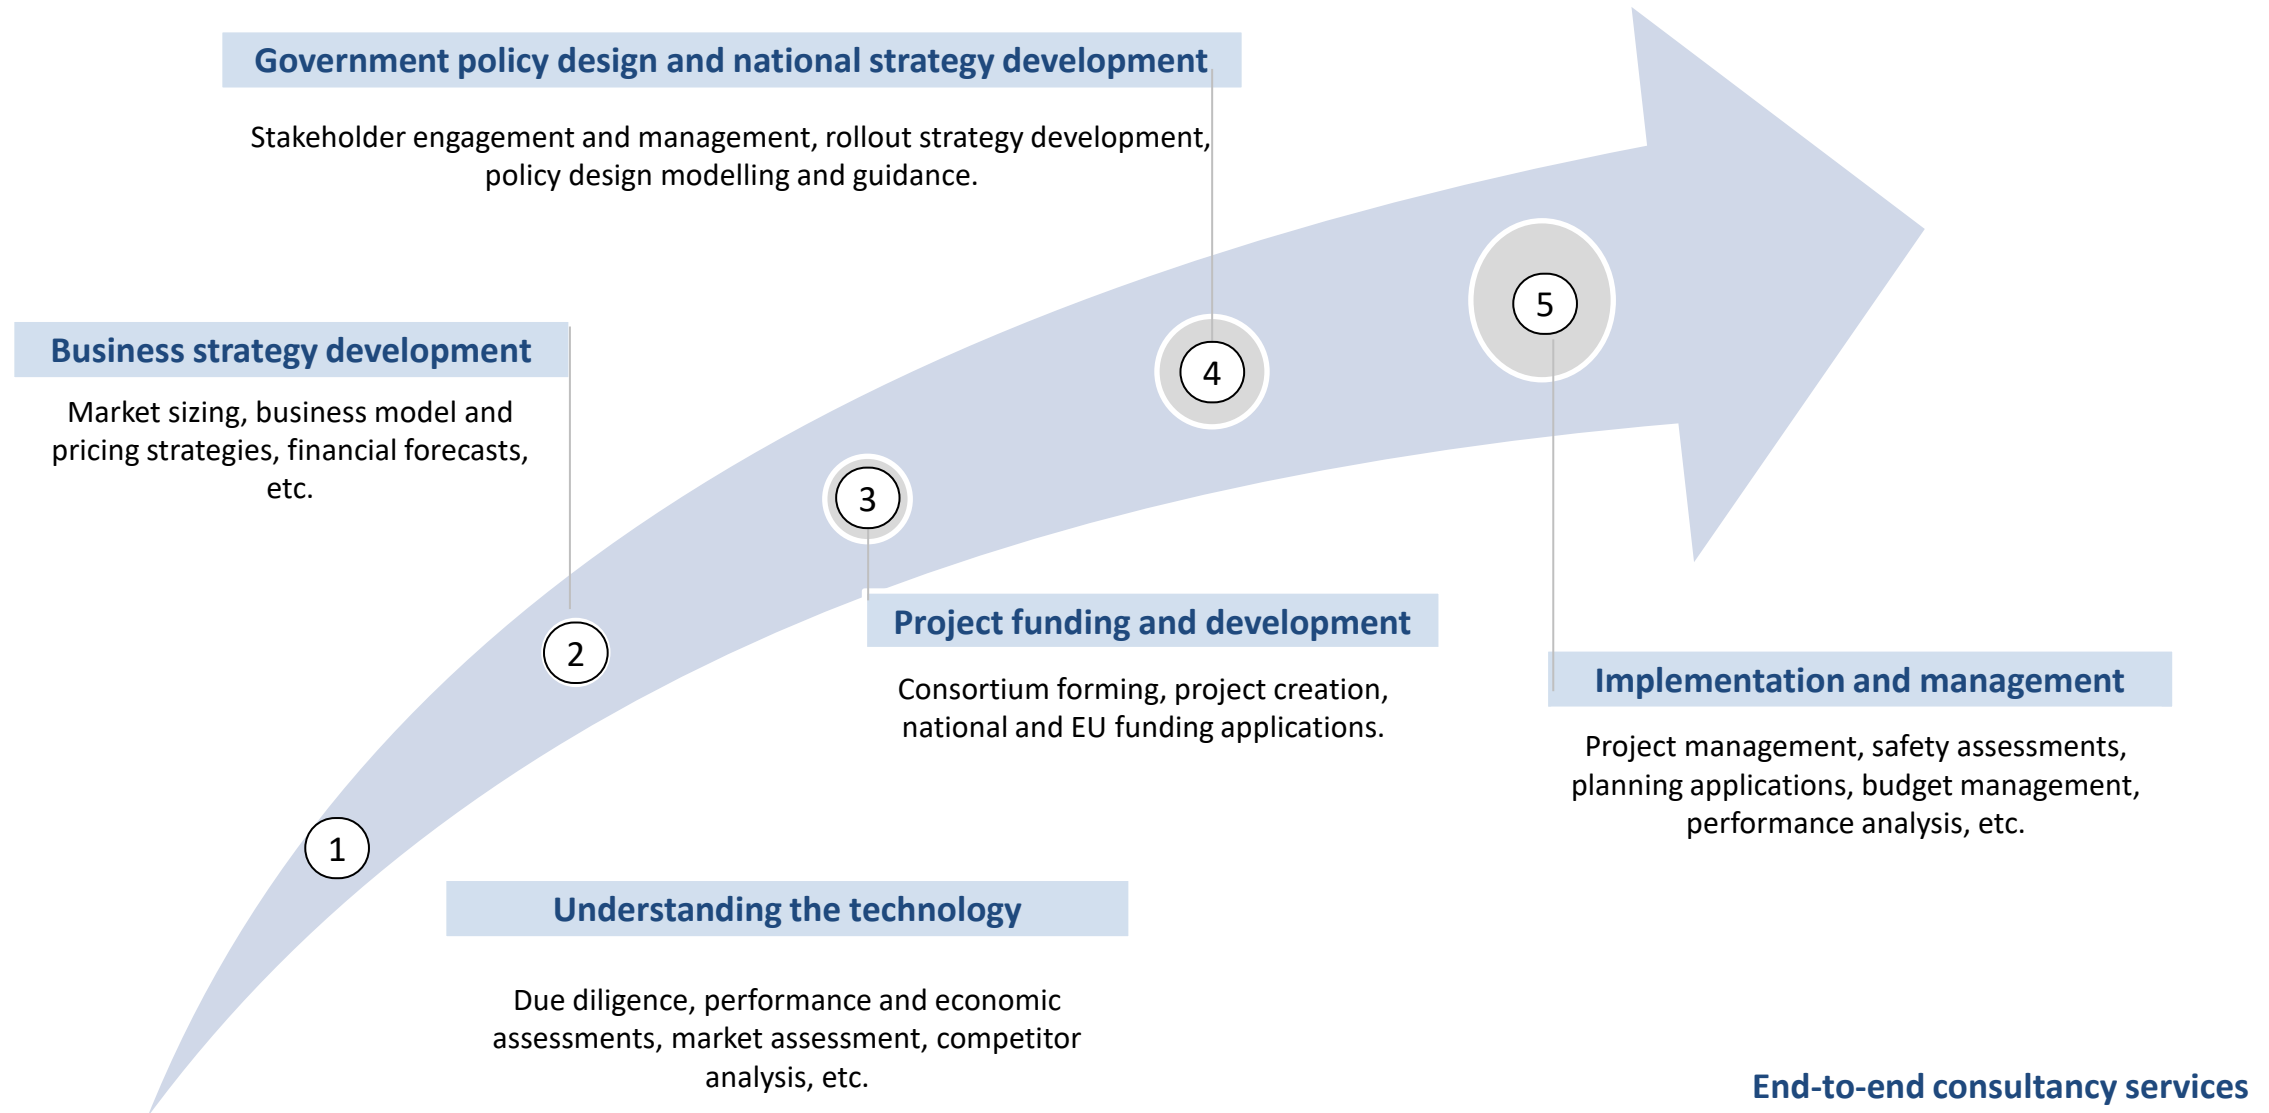 Government policy design and national strategy development
Stakeholder engagement and management, rollout strategy development,
policy design modelling and guidance.
5
4
Business strategy development
Market sizing, business model and
pricing strategies, financial forecasts,
etc.
3
2
Project funding and development
Consortium forming, project creation,
national and EU funding applications.
Implementation and management
Project management, safety assessments,
planning applications, budget management,
performance analysis, etc.
1
Understanding the technology
Due diligence, performance and economic
assessments, market assessment, competitor
analysis, etc.
End-to-end consultancy services